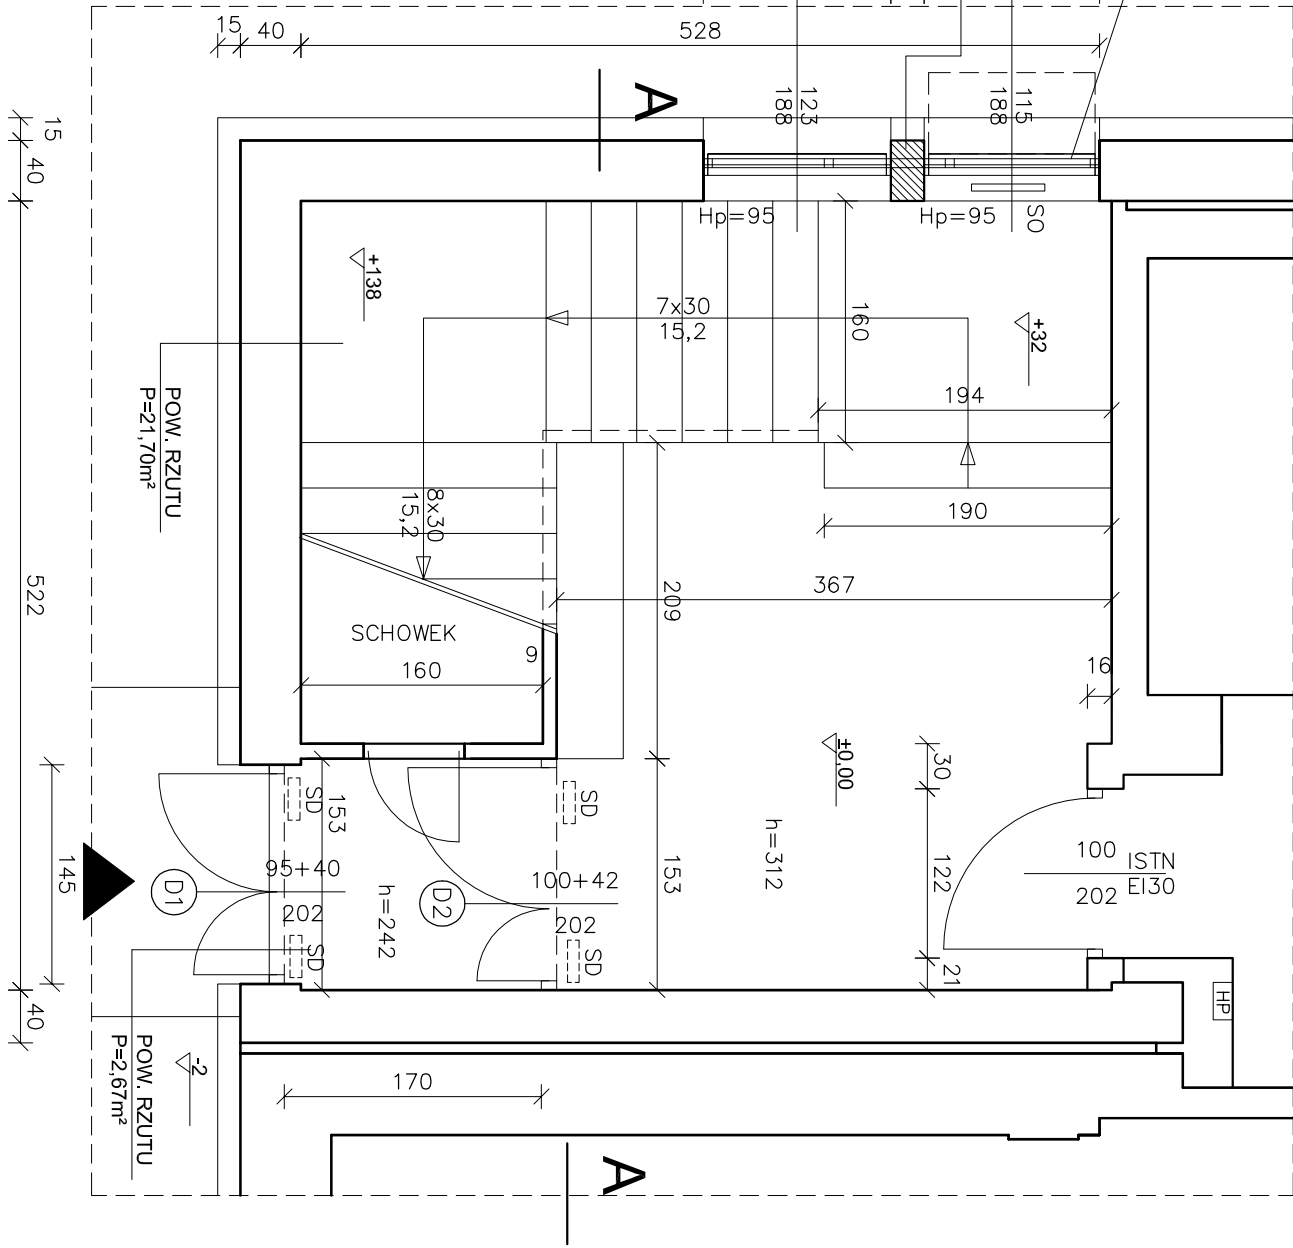 15
40
528
A
123
188
115
188
15
40
Hp=95
Hp=95
SO
+138
+32
7x30
15,2
160
194
POW. RZUTU
P=21,70m²
8x30
15,2
190
522
209
367
SCHOWEK
9
160
16
±0,00
30
SD
153
SD
h=312
145
D1
95+40
202
h=242
D2
100+42
202
153
122
100
202
ISTN
EI30
SD
SD
21
HP
40
POW. RZUTU
P=2,67m²
-2
170
A